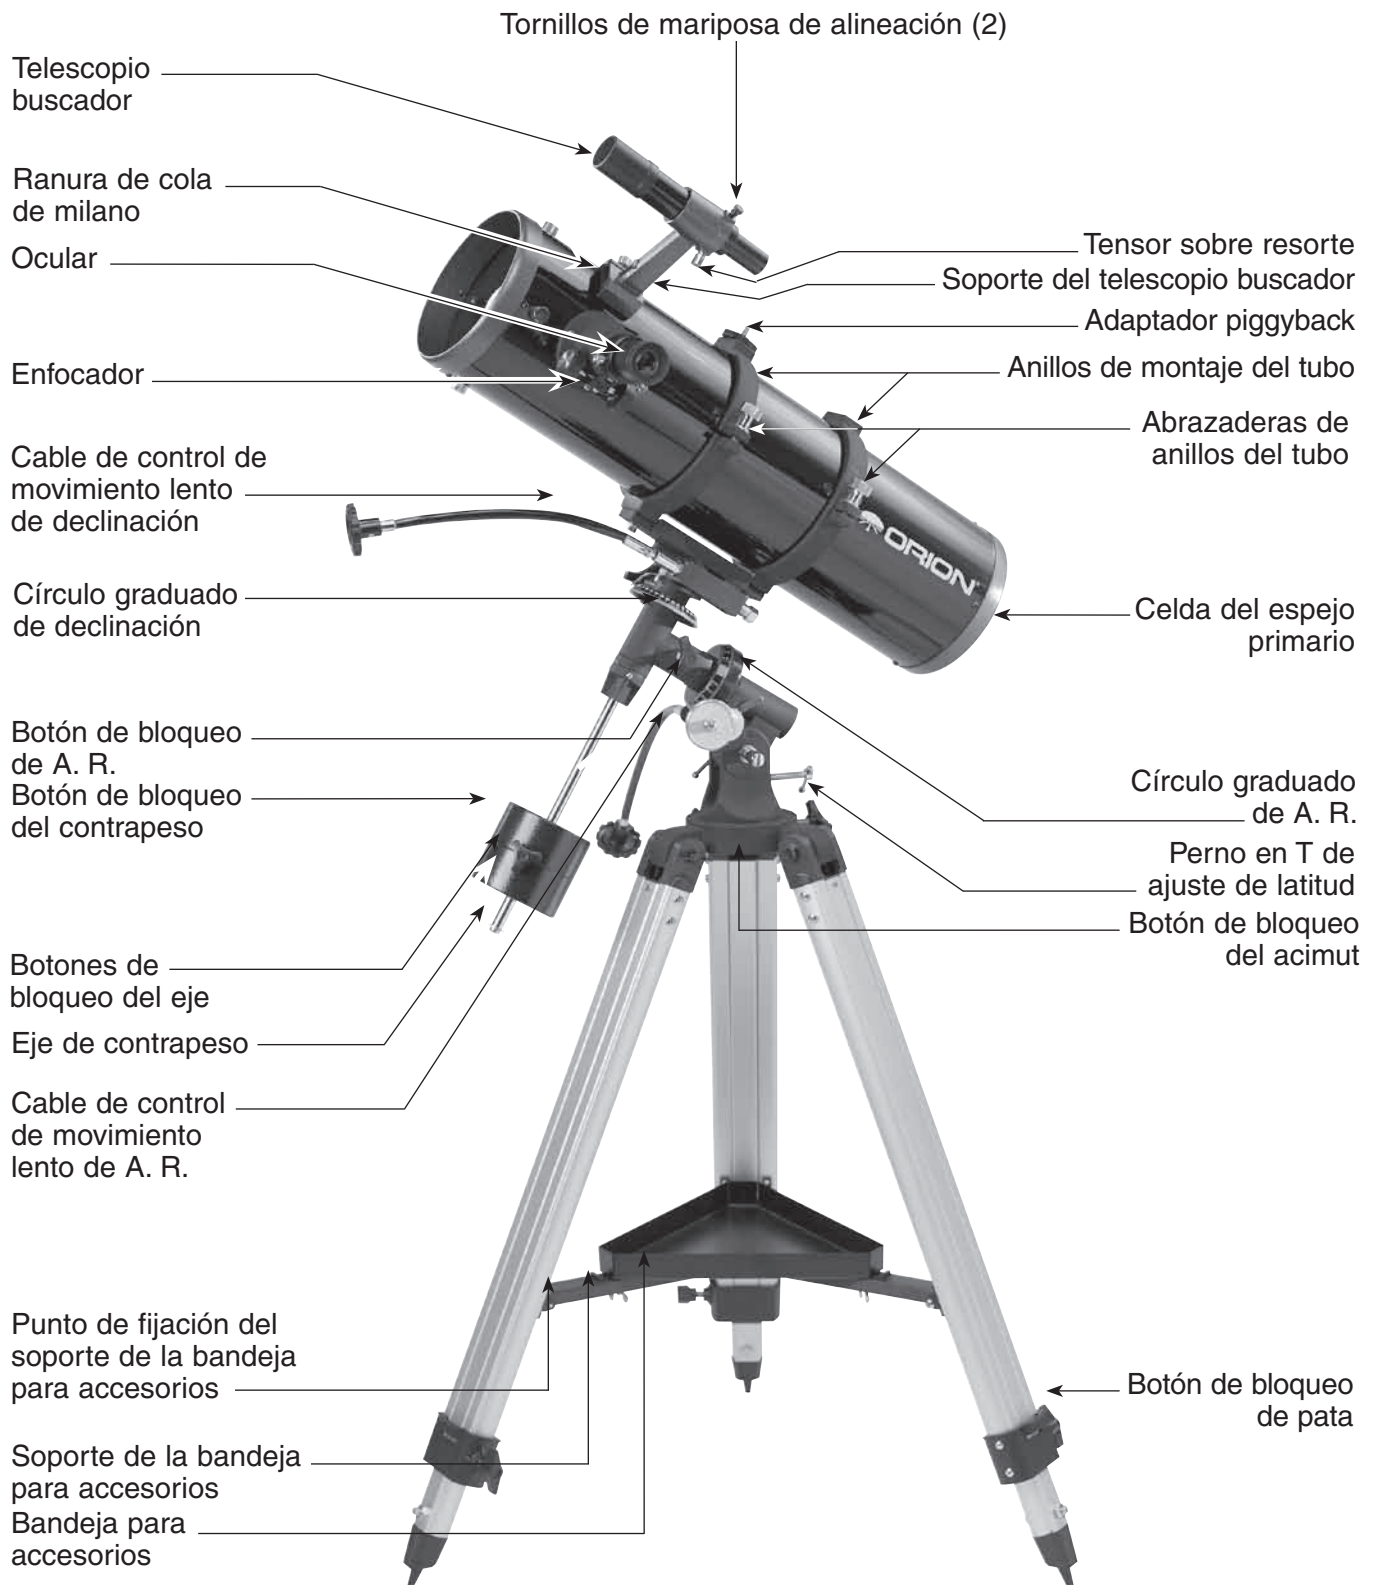 Tornillos de mariposa de alineación (2)
Telescopio
buscador
Ranura de cola
de milano
Ocular
Enfocador
Cable de control de
movimiento lento
de declinación
Círculo graduado
de declinación
Botón de bloqueo
de A. R.
Botón de bloqueo
del contrapeso
Botones de
bloqueo del eje
Eje de contrapeso
Cable de control
de movimiento
lento de A. R.
Punto de fijación del
soporte de la bandeja
para accesorios
Soporte de la bandeja
para accesorios
Bandeja para
accesorios
Tensor sobre resorte
Soporte del telescopio buscador
Adaptador piggyback
Anillos de montaje del tubo
Abrazaderas de
anillos del tubo
ORION
Celda del espejo
primario
Círculo graduado
de A. R.
Perno en T de
ajuste de latitud
Botón de bloqueo
del acimut
Botón de bloqueo
de pata